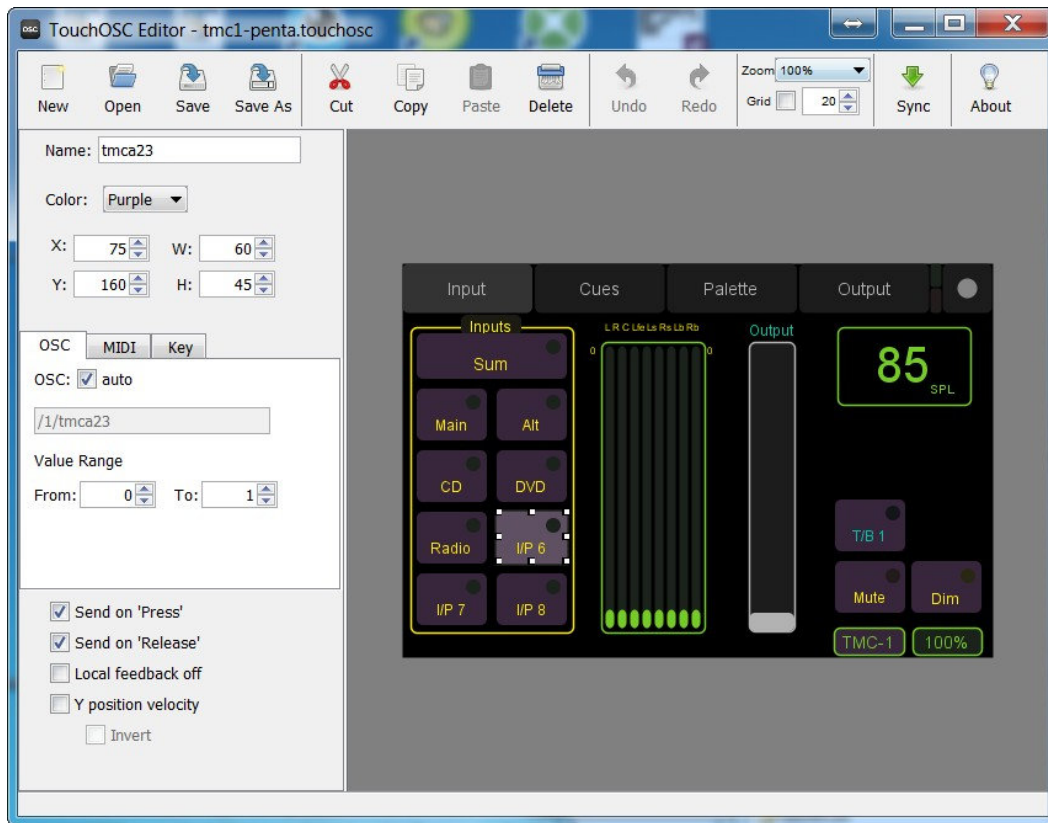 osc TouchOSC Editor - tmc1-penta.touchosc
New Open Save Save As Cut Copy Paste Delete Undo Redo Zoom 100% Grid 20 Sync About
Name: tmca23
Color: Purple
X: 75 W: 60
Y: 160 H: 45
OSC MIDI Key
OSC: auto
/1/tmca23
Value Range
From: 0 To: 1
Send on 'Press'
Send on 'Release'
Local feedback off
Y position velocity
Invert
Input Cues Palette Output
Inputs
L R C Lfe Ls Rs Lb Rb
Output
Sum
0 0
85
SPL
Main Alt
CD DVD
Radio I/P 6
T/B 1
I/P 7 I/P 8
Mute Dim
TMC-1 100%